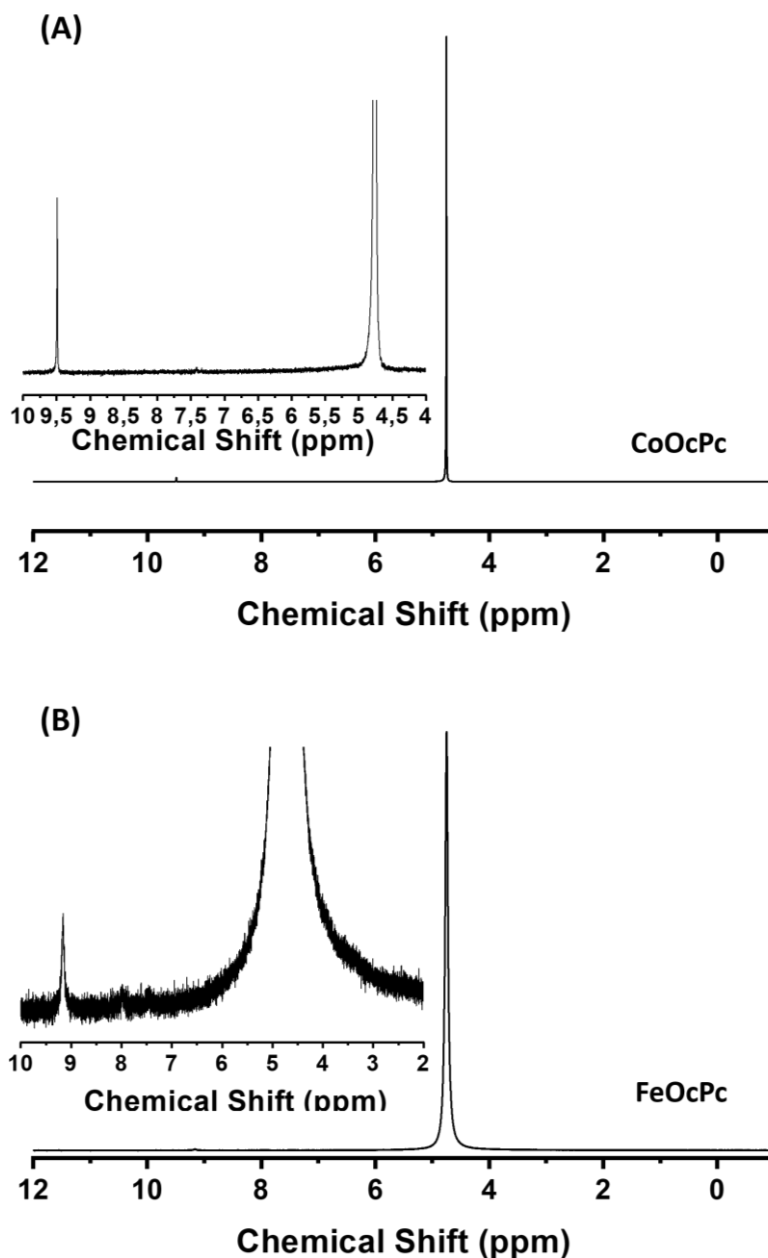 (A)
10 9,5 9 8,5 8 7,5 7 6,5 6 5,5 5 4,5 4
Chemical Shift (ppm)
CoOcPc
12 10 8 6 4 2 0
Chemical Shift (ppm)
(B)
10 9 8 7 6 5 4 3 2
Chemical Shift (ppm)
FeOcPc
12 10 8 6 4 2 0
Chemical Shift (ppm)